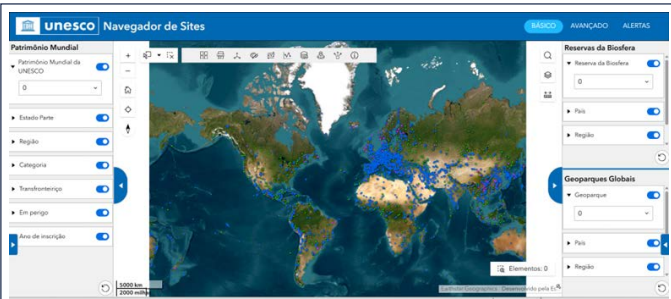 unesco Navegador de Sites
BÁSICO AVANÇADO ALERTAS
Patrimônio Mundial
Patrimônio Mundial da
UNESCO
0
Estado Parte
Região
Categoria
Transfronteiriço
Em perigo
Ano de inscrição
5000 km
2000 milhas
Elementos: 0
Earthstar Geographics
Reservas da Biosfera
Reserva da Biosfera
0
País
Região
Geoparques Globais
Geoparque
0
País
Região